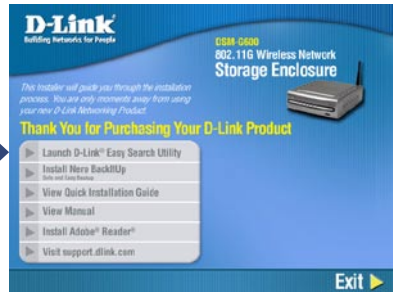 D-Link®
Building Networks for People
DSM-G600
802.11G Wireless Network
Storage Enclosure
This Installer will guide you through the installation
process. You are only moments away from using
your new D-Link Networking Product.
Thank You for Purchasing Your D-Link Product
Launch D-Link® Easy Search Utility
Install Nero BackItUp
Safe and Easy Backup
View Quick Installation Guide
View Manual
Install Adobe® Reader®
Visit support.dlink.com
Exit